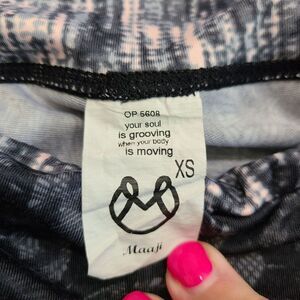 OP 5608
your soul
is grooving
when your body
is moving
XS
Maaji